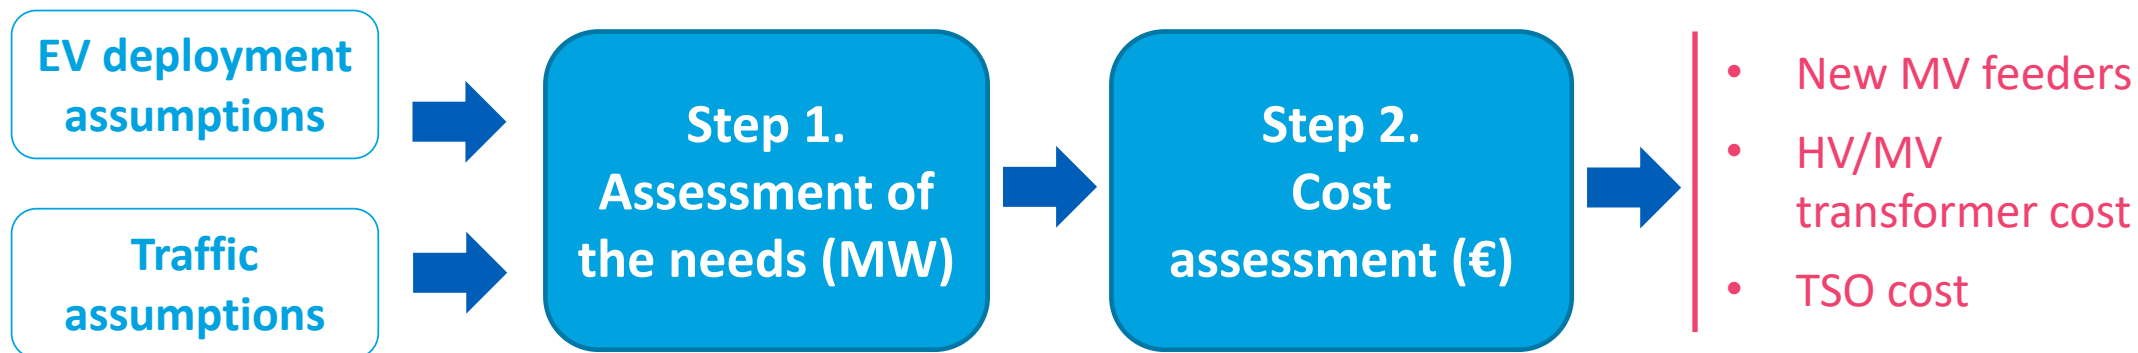 EV deployment
assumptions
Traffic
assumptions
Step 1.
Assessment of
the needs (MW)
Step 2.
Cost
assessment (€)
• New MV feeders
• HV/MV
transformer cost
• TSO cost